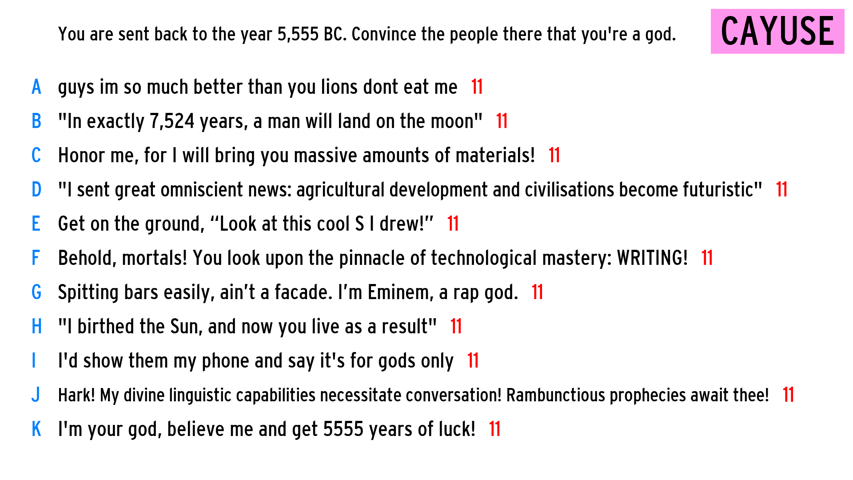 You are sent back to the year 5,555 BC. Convince the people there that you're a god.
CAYUSE
A guys im so much better than you lions dont eat me 11
B "In exactly 7,524 years, a man will land on the moon" 11
C Honor me, for I will bring you massive amounts of materials! 11
D "I sent great omniscient news: agricultural development and civilisations become futuristic" 11
E Get on the ground, “Look at this cool S I drew!” 11
F Behold, mortals! You look upon the pinnacle of technological mastery: WRITING! 11
G Spitting bars easily, ain’t a facade. I’m Eminem, a rap god. 11
H "I birthed the Sun, and now you live as a result" 11
I I'd show them my phone and say it's for gods only 11
J Hark! My divine linguistic capabilities necessitate conversation! Rambunctious prophecies await thee! 11
K I'm your god, believe me and get 5555 years of luck! 11